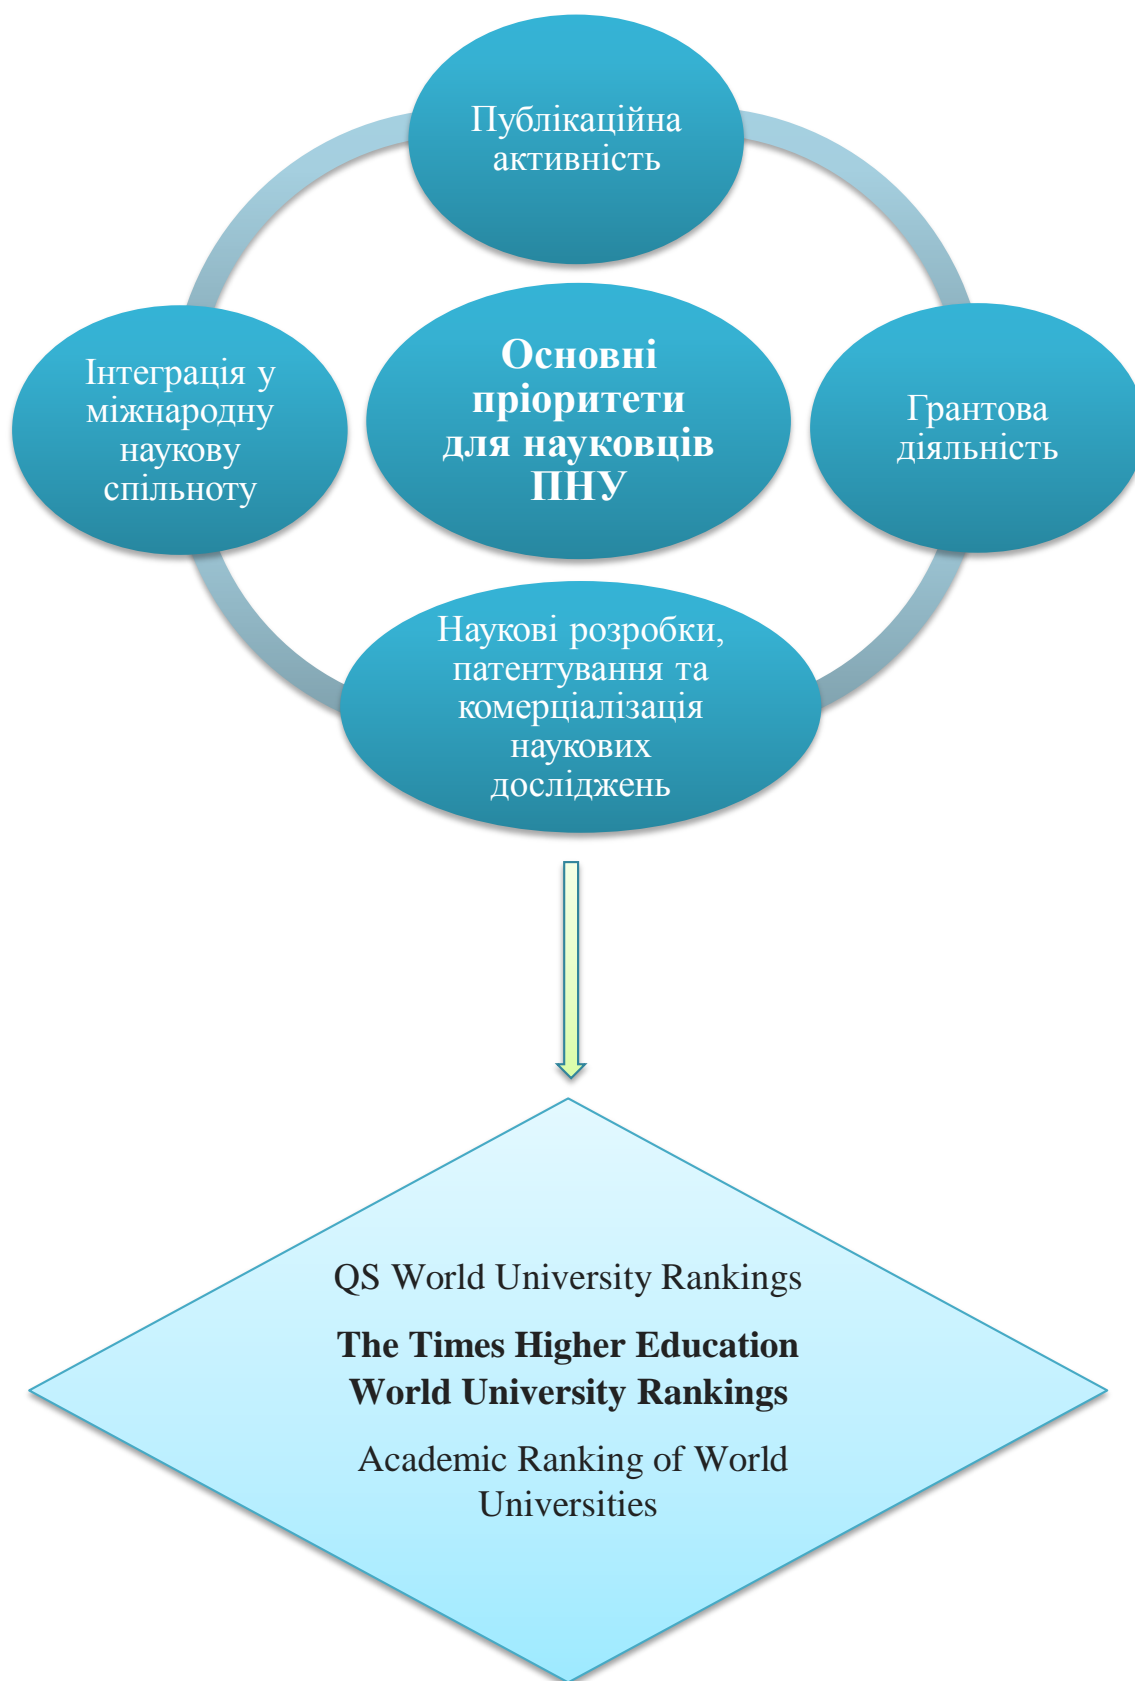 Публікаційна
активність
Основні
пріоритети
для науковців
ПНУ
Інтеграція у
міжнародну
наукову
спільноту
Грантова
діяльність
Наукові розробки,
патентування та
комерціалізація
наукових
досліджень
QS World University Rankings
The Times Higher Education
World University Rankings
Academic Ranking of World
Universities